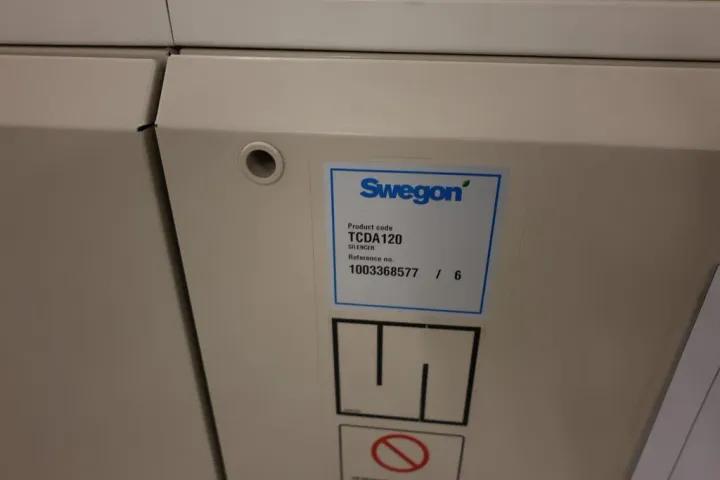 Swegon
Product code
TCDA120
SILENCER
Reference no.
1003368577 / 6